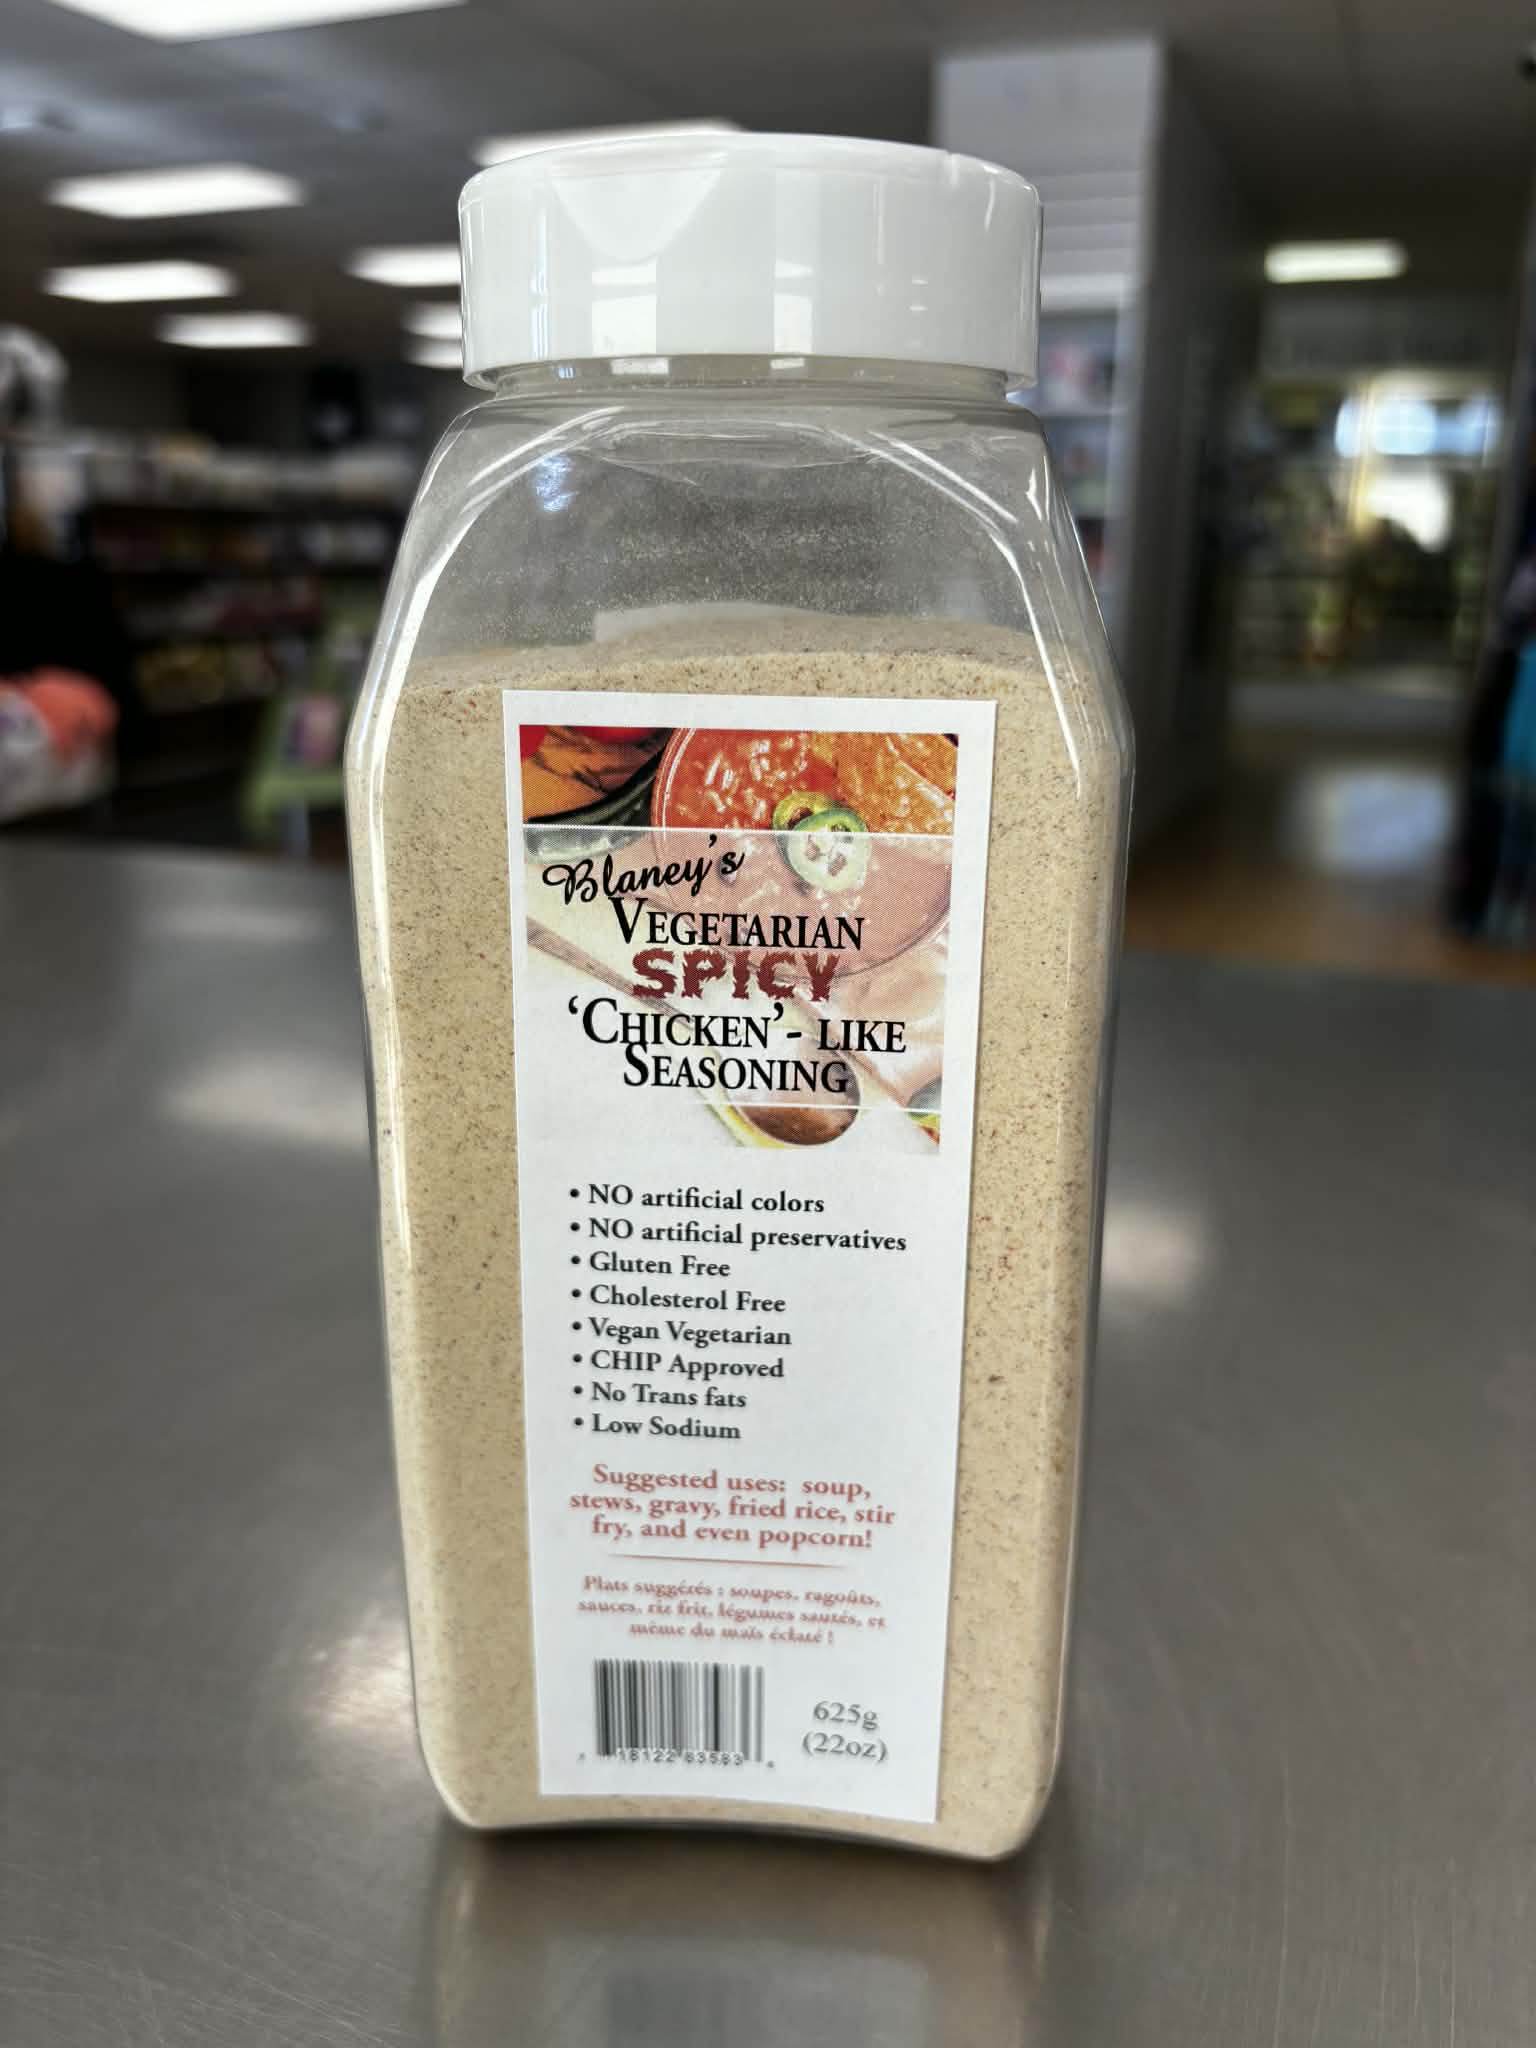 Blaney's
VEGETARIAN
SPICY
'CHICKEN'- LIKE
SEASONING
• NO artificial colors
• NO artificial preservatives
• Gluten Free
• Cholesterol Free
• Vegan Vegetarian
• CHIP Approved
• No Trans fats
• Low Sodium
Suggested uses: soup,
stews, gravy, fried rice, stir
fry, and even popcorn!
Plats suggérés : soupes, ragoûts,
sauces, riz frit, légumes sautés, et
même du maïs éclaté !
625g
(22oz)
18122 83583